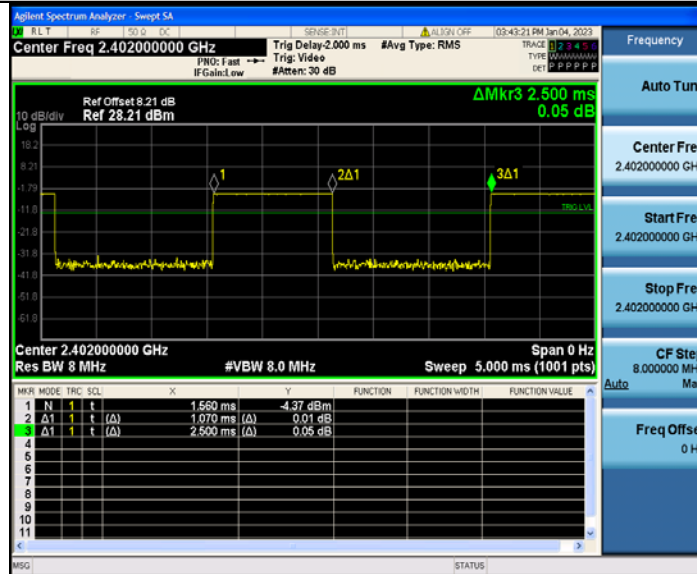 Agilent Spectrum Analyzer - Swept SA
R L T RF 50 Ω DC SENSE:INT ALIGN OFF 03:43:21 PM Jan 04, 2023
Center Freq 2.402000000 GHz
PNO: Fast
IFGain:Low
Trig Delay-2.000 ms #Avg Type: RMS
Trig: Video
#Atten: 30 dB
TRACE 1 2 3 4 5 6
TYPE W
DET P P P P P P
Ref Offset 8.21 dB
Ref 28.21 dBm
10 dB/div
Log
ΔMkr3 2.500 ms
0.05 dB
18.2
8.21
-1.79
-11.8
-21.8
-31.8
-41.8
-51.8
-61.8
1
2Δ1
3Δ1
TRIG LVL
Center 2.402000000 GHz Span 0 Hz
Res BW 8 MHz #VBW 8.0 MHz Sweep 5.000 ms (1001 pts)
MKR MODE TRC SCL X Y FUNCTION FUNCTION WIDTH FUNCTION VALUE
1 N 1 t 1.560 ms -4.37 dBm
2 Δ1 1 t (Δ) 1.070 ms (Δ) 0.01 dB
3 Δ1 1 t (Δ) 2.500 ms (Δ) 0.05 dB
4
5
6
7
8
9
10
11
MSG STATUS
Frequency
Auto Tun
Center Fre
2.402000000 GH
Start Fre
2.402000000 GH
Stop Fre
2.402000000 GH
CF Ste
8.000000 MH
Auto Ma
Freq Offse
0 H